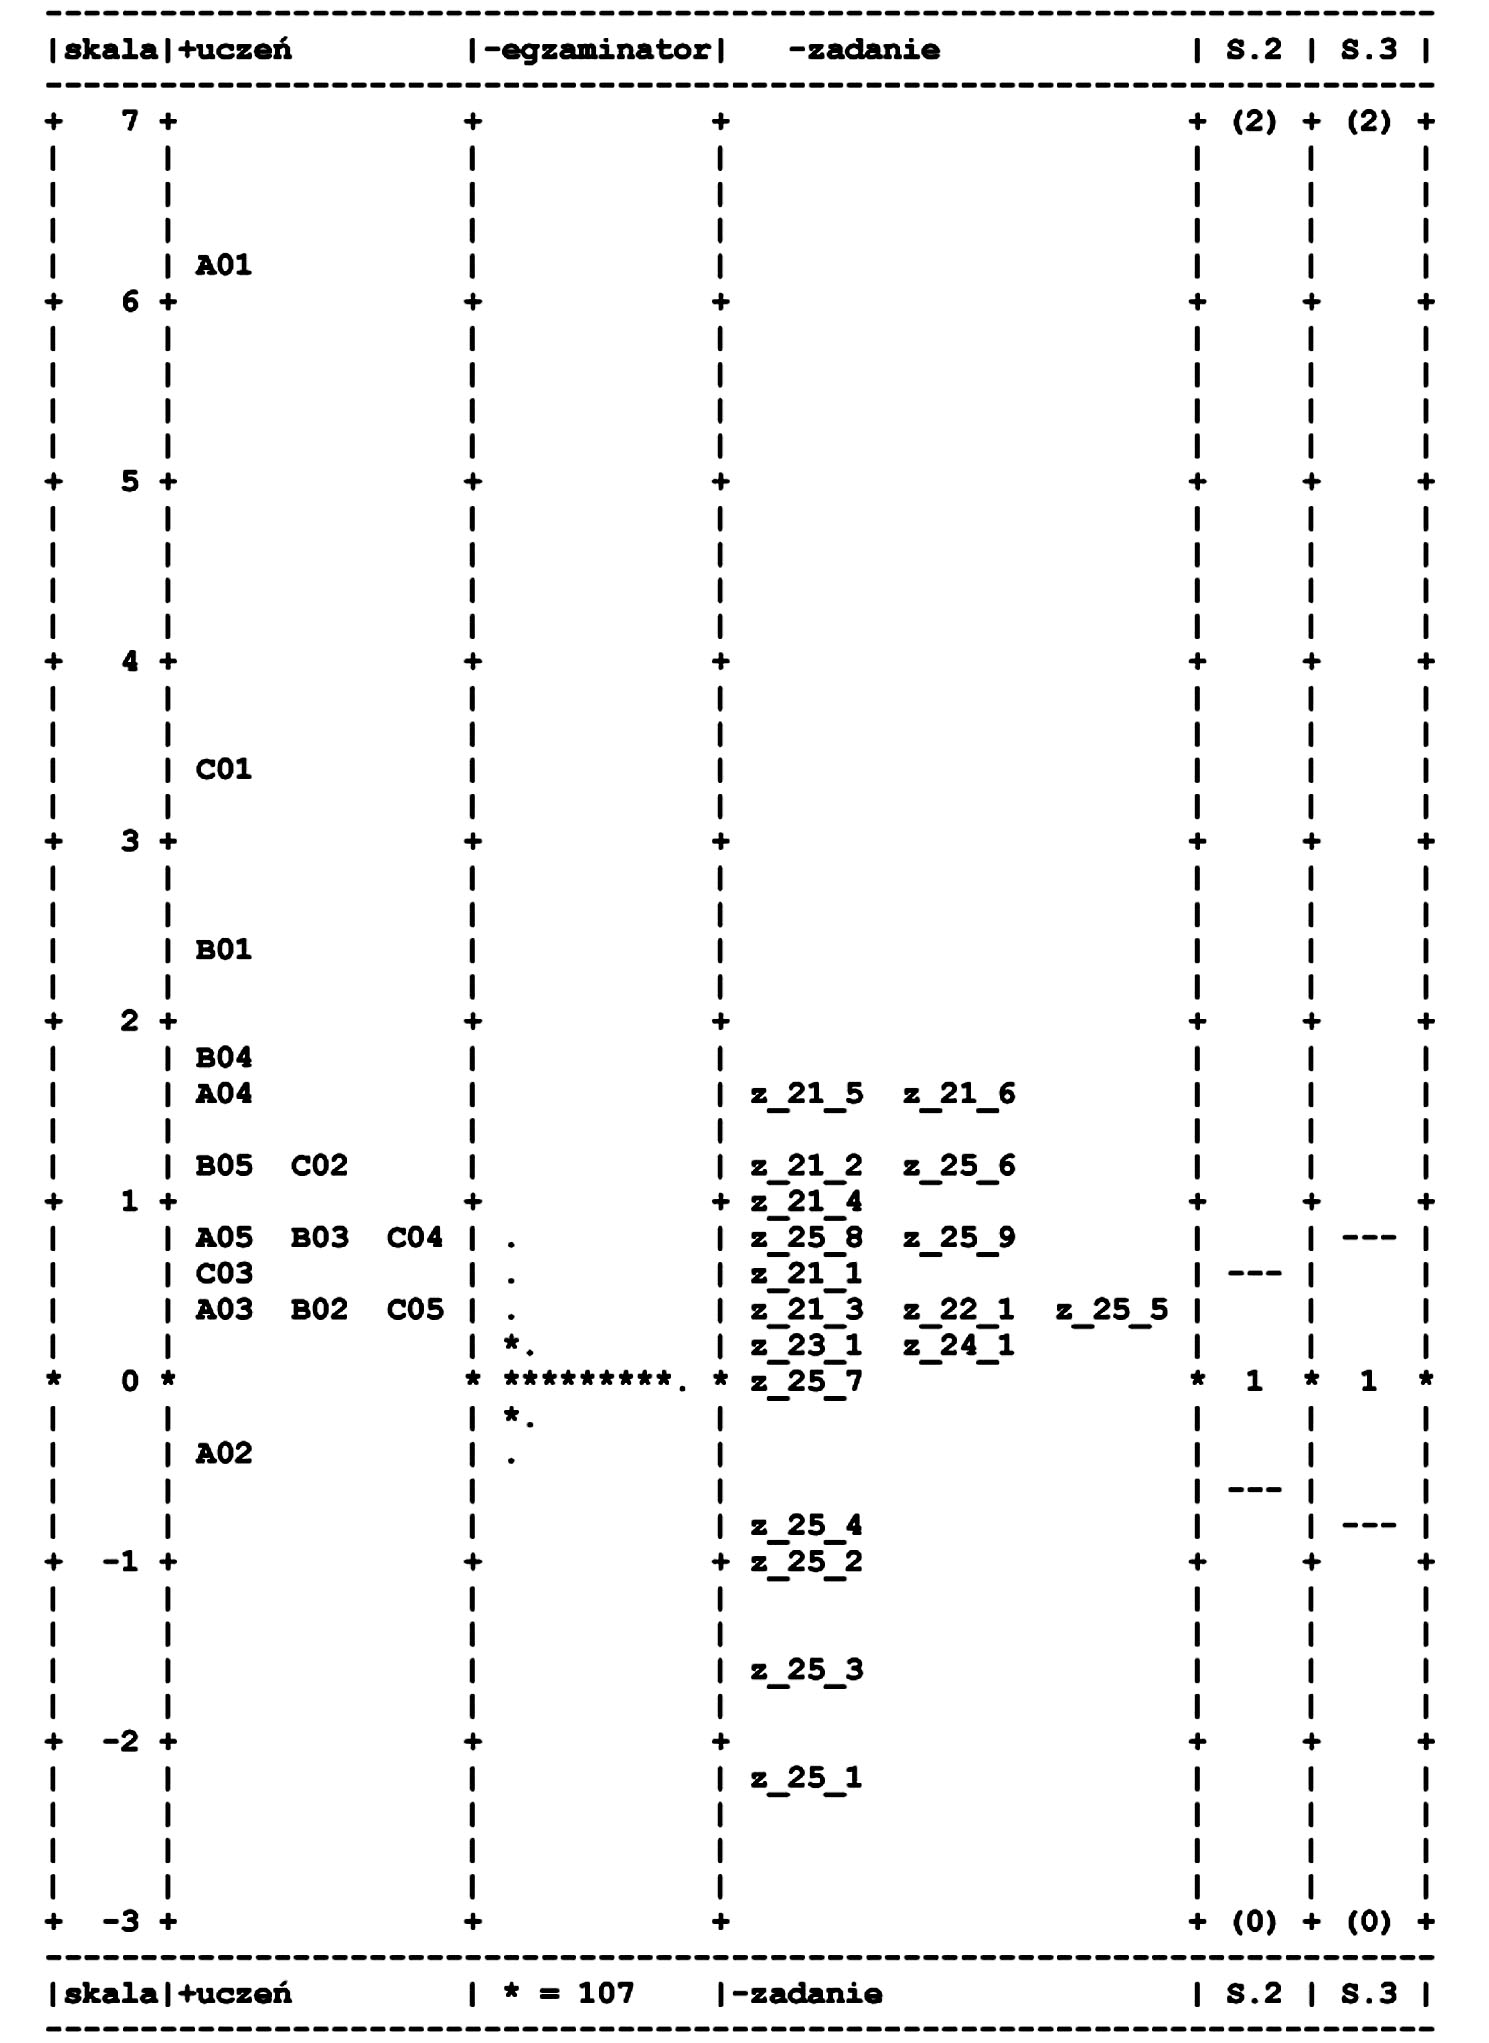 -------------------------------------------------------------------------
|skala|+uczeń         |-egzaminator|   -zadanie             | S.2 | S.3 |
-------------------------------------------------------------------------
+   7 +               +            +                        + (2) + (2) +
|     |               |            |                        |     |     |
|     |               |            |                        |     |     |
|     |               |            |                        |     |     |
|     | A01           |            |                        |     |     |
+   6 +               +            +                        +     +     +
|     |               |            |                        |     |     |
|     |               |            |                        |     |     |
|     |               |            |                        |     |     |
|     |               |            |                        |     |     |
+   5 +               +            +                        +     +     +
|     |               |            |                        |     |     |
|     |               |            |                        |     |     |
|     |               |            |                        |     |     |
|     |               |            |                        |     |     |
+   4 +               +            +                        +     +     +
|     |               |            |                        |     |     |
|     |               |            |                        |     |     |
|     | C01           |            |                        |     |     |
|     |               |            |                        |     |     |
+   3 +               +            +                        +     +     +
|     |               |            |                        |     |     |
|     |               |            |                        |     |     |
|     | B01           |            |                        |     |     |
|     |               |            |                        |     |     |
+   2 +               +            +                        +     +     +
|     | B04           |            |                        |     |     |
|     | A04           |            | z_21_5  z_21_6         |     |     |
|     |               |            |                        |     |     |
|     | B05  C02      |            | z_21_2  z_25_6         |     |     |
+   1 +               +            + z_21_4                 +     +     +
|     | A05  B03  C04 | .          | z_25_8  z_25_9         |     | --- |
|     | C03           | .          | z_21_1                 | --- |     |
|     | A03  B02  C05 | .          | z_21_3  z_22_1  z_25_5 |     |     |
|     |               | *.         | z_23_1  z_24_1         |     |     |
*   0 *               * *********. * z_25_7                 *  1  *  1  *
|     |               | *.         |                        |     |     |
|     | A02           | .          |                        |     |     |
|     |               |            |                        | --- |     |
|     |               |            | z_25_4                 |     | --- |
+  -1 +               +            + z_25_2                 +     +     +
|     |               |            |                        |     |     |
|     |               |            |                        |     |     |
|     |               |            | z_25_3                 |     |     |
|     |               |            |                        |     |     |
+  -2 +               +            +                        +     +     +
|     |               |            | z_25_1                 |     |     |
|     |               |            |                        |     |     |
|     |               |            |                        |     |     |
|     |               |            |                        |     |     |
+  -3 +               +            +                        + (0) + (0) +
-------------------------------------------------------------------------
|skala|+uczeń         | * = 107    |-zadanie                | S.2 | S.3 |
-------------------------------------------------------------------------